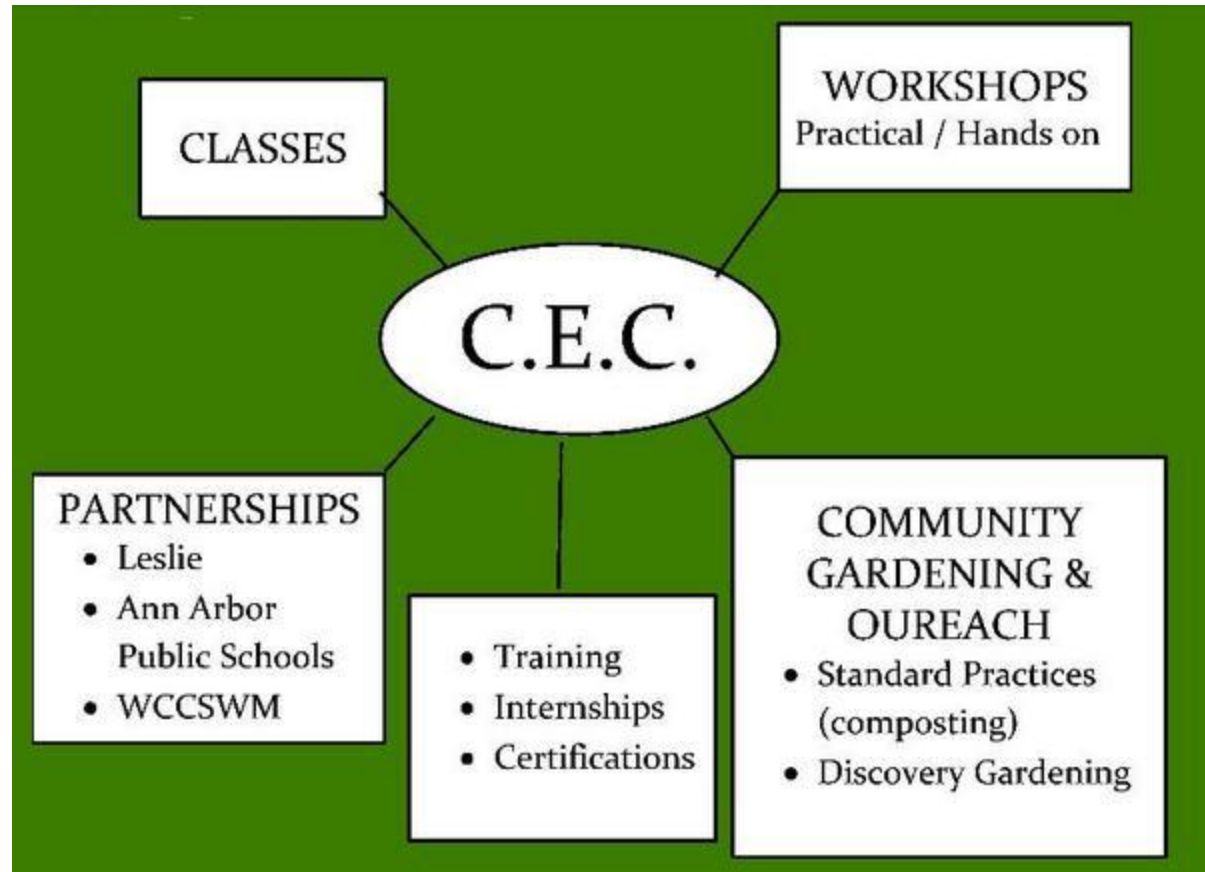 CLASSES
WORKSHOPS
Practical / Hands on
C.E.C.
PARTNERSHIPS
• Leslie
• Ann Arbor
Public Schools
• WCCSWM
• Training
• Internships
• Certifications
COMMUNITY
GARDENING &
OUREACH
• Standard Practices
(composting)
• Discovery Gardening